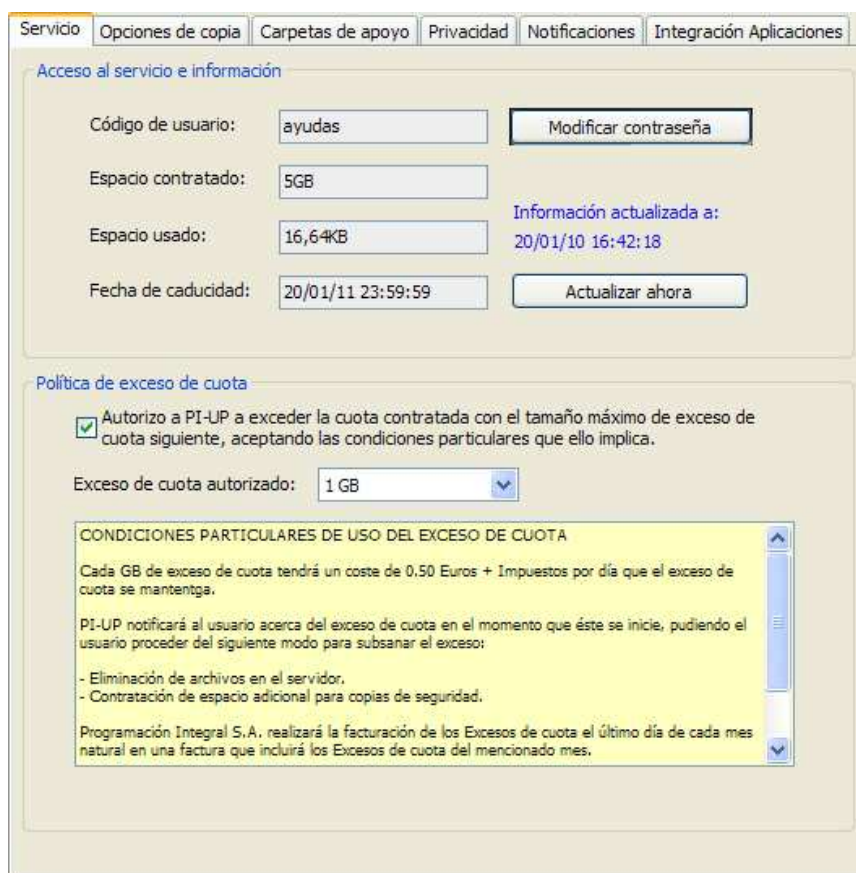 Servicio Opciones de copia Carpetas de apoyo Privacidad Notificaciones Integración Aplicaciones
Acceso al servicio e información
Código de usuario: ayudas Modificar contraseña
Espacio contratado: 5GB
Información actualizada a:
Espacio usado: 16,64KB 20/01/10 16:42:18
Fecha de caducidad: 20/01/11 23:59:59 Actualizar ahora
Política de exceso de cuota
Autorizo a PI-UP a exceder la cuota contratada con el tamaño máximo de exceso de
cuota siguiente, aceptando las condiciones particulares que ello implica.
Exceso de cuota autorizado: 1 GB
CONDICIONES PARTICULARES DE USO DEL EXCESO DE CUOTA
Cada GB de exceso de cuota tendrá un coste de 0.50 Euros + Impuestos por día que el exceso de
cuota se mantentga.
PI-UP notificará al usuario acerca del exceso de cuota en el momento que éste se inicie, pudiendo el
usuario proceder del siguiente modo para subsanar el exceso:
- Eliminación de archivos en el servidor.
- Contratación de espacio adicional para copias de seguridad.
Programación Integral S.A. realizará la facturación de los Excesos de cuota el último día de cada mes
natural en una factura que incluirá los Excesos de cuota del mencionado mes.